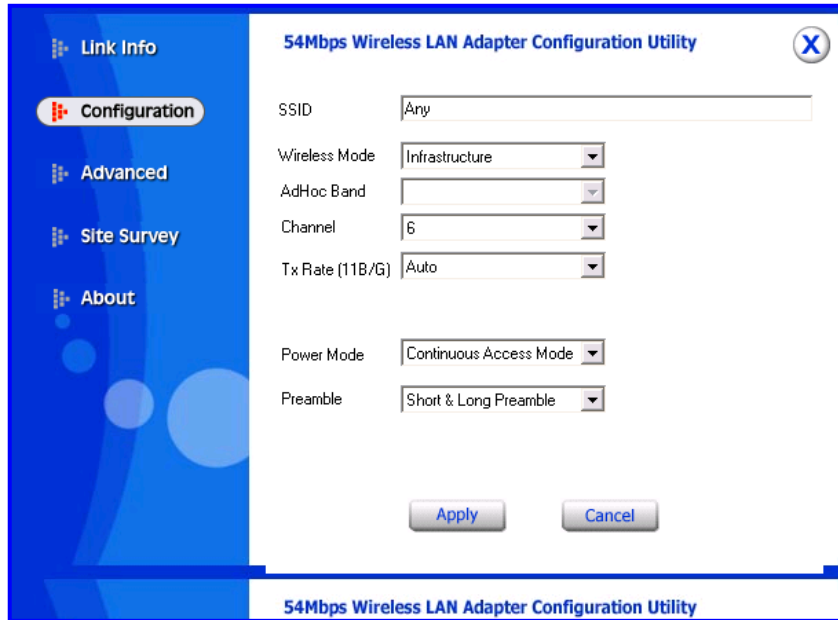 Link Info
Configuration
Advanced
Site Survey
About
54Mbps Wireless LAN Adapter Configuration Utility
X
SSID Any
Wireless Mode Infrastructure
AdHoc Band
Channel 6
Tx Rate (11B/G) Auto
Power Mode Continuous Access Mode
Preamble Short & Long Preamble
Apply Cancel
54Mbps Wireless LAN Adapter Configuration Utility